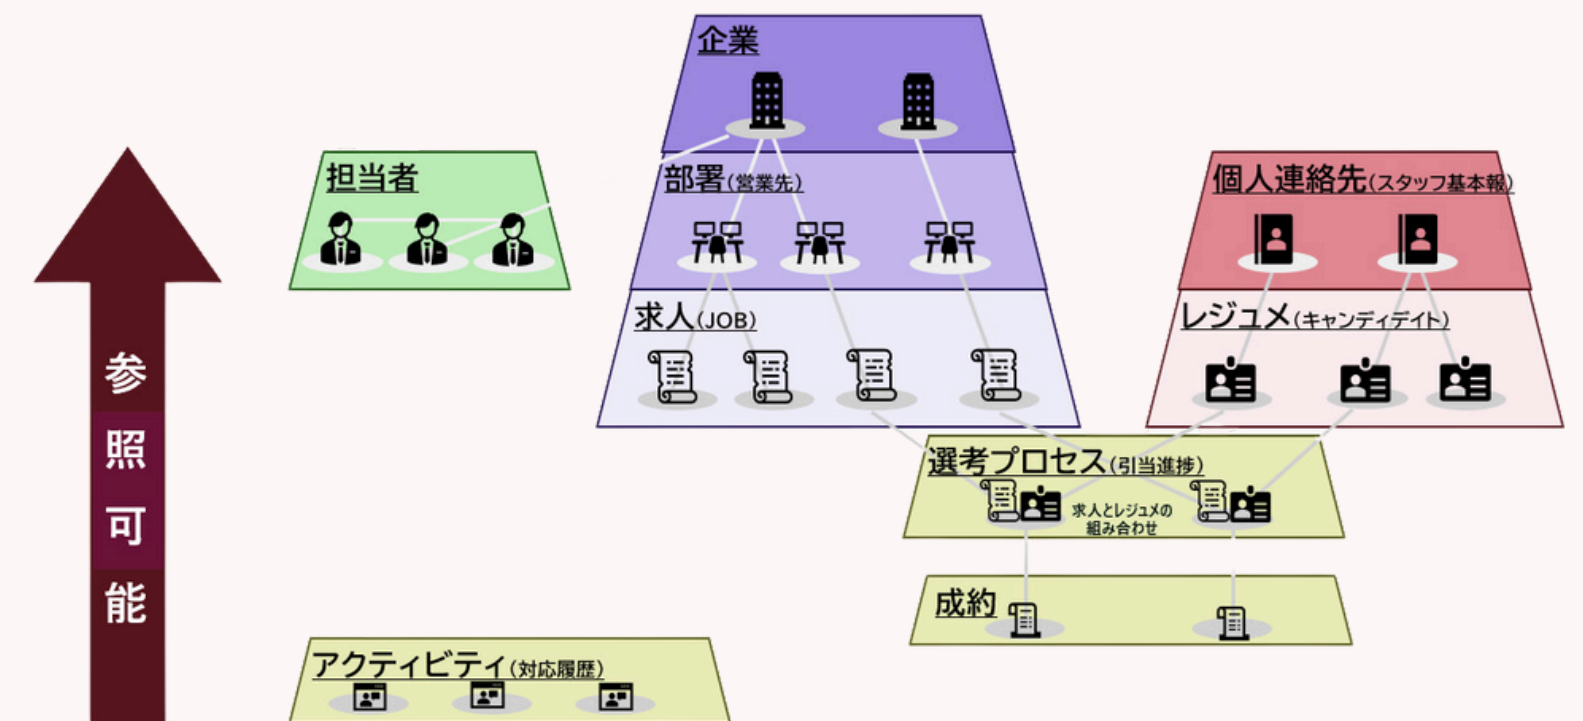 企業
担当者
部署(営業先)
個人連絡先(スタッフ基本報)
求人(JOB)
レジュメ(キャンディデイト)
参
照
可
能
選考プロセス(引当進捗)
求人とレジュメの
組み合わせ
成約
アクティビティ(対応履歴)